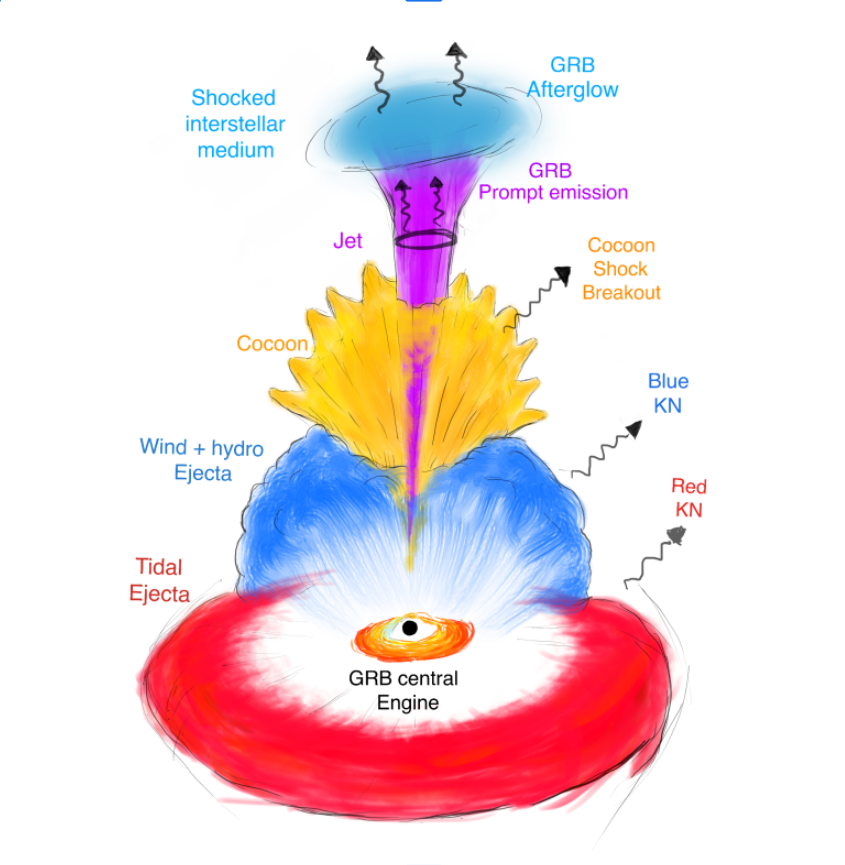 GRB
Afterglow
Shocked
interstellar
medium
GRB
Prompt emission
Jet
Cocoon
Shock
Breakout
Cocoon
Blue
KN
Wind + hydro
Ejecta
Red
KN
Tidal
Ejecta
GRB central
Engine